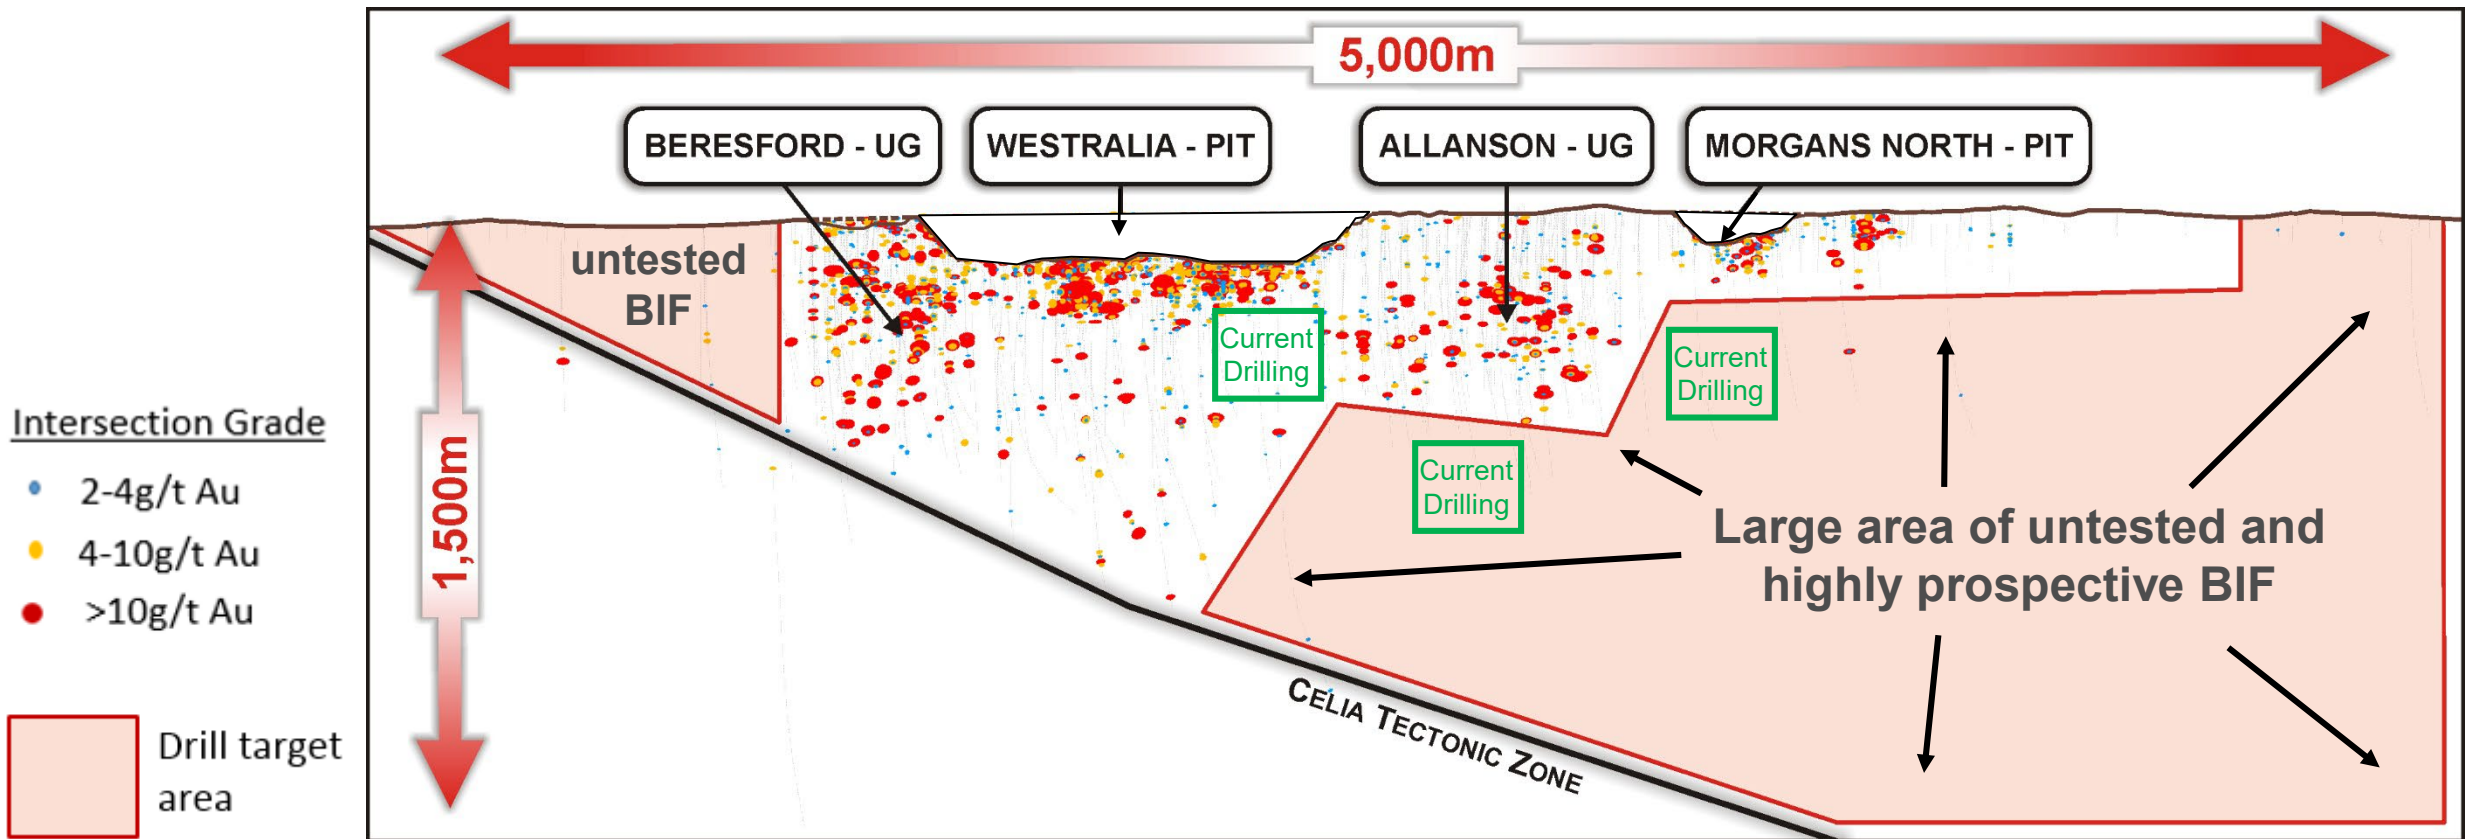 5,000m
BERESFORD - UG
WESTRALIA - PIT
ALLANSON - UG
MORGANS NORTH - PIT
untested
BIF
Current
Drilling
Current
Drilling
Current
Drilling
1,500m
Intersection Grade
2-4g/t Au
4-10g/t Au
>10g/t Au
Drill target
area
Large area of untested and
highly prospective BIF
CELIA TECTONIC ZONE